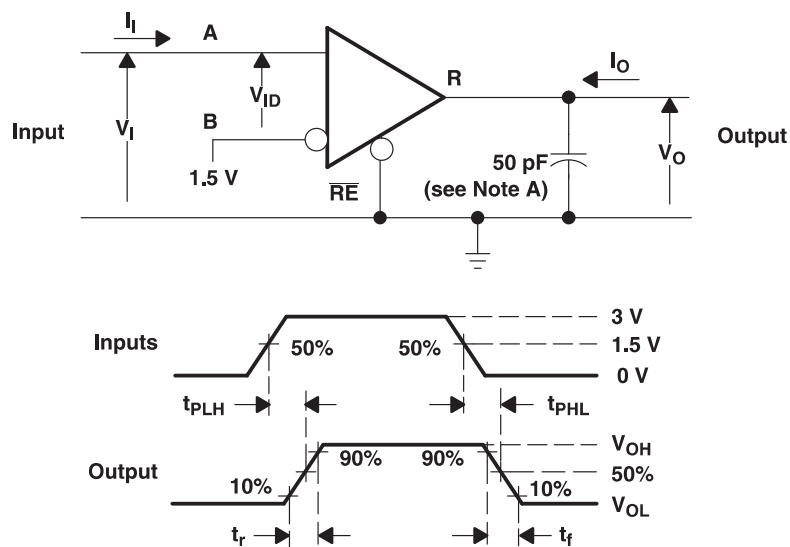 I_I
A
R
I_O
V_ID
Input
V_I
B
1.5 V
RE
50 pF
(see Note A)
V_O
Output
Inputs
50%
50%
3 V
1.5 V
0 V
t_PLH
t_PHL
Output
10%
90%
90%
10%
V_OH
50%
V_OL
t_r
t_f